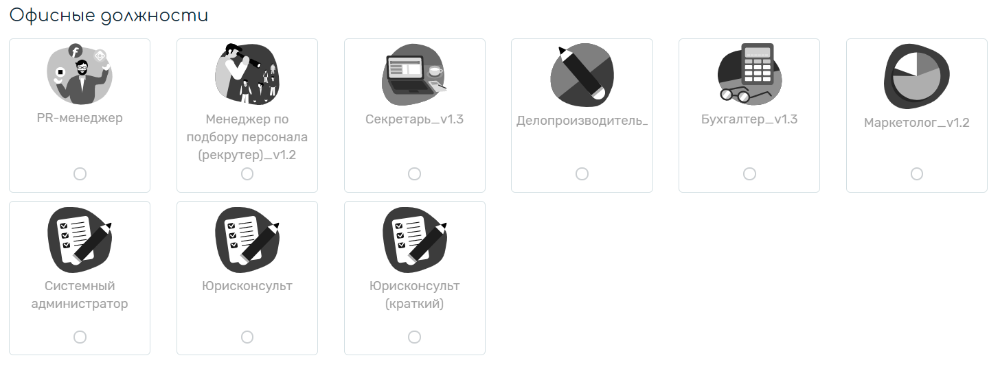 Офисные должности
PR-менеджер
Менеджер по
подбору персонала
(рекрутер)_v1.2
Секретарь_v1.3
Делопроизводитель_
Бухгалтер_v1.3
Маркетолог_v1.2
Системный
администратор
Юрисконсульт
Юрисконсульт
(краткий)